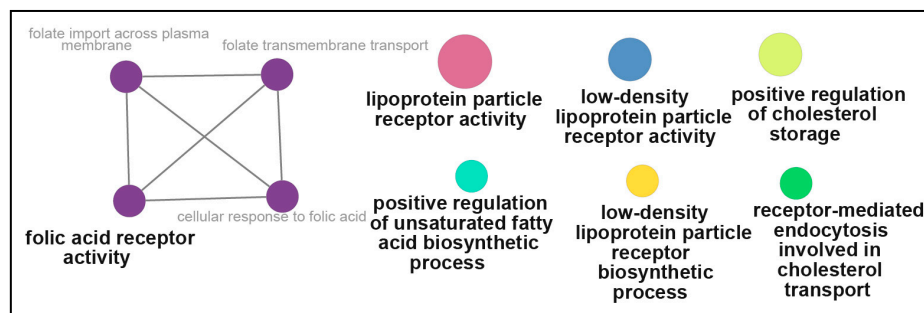 folate import across plasma
membrane
folate transmembrane transport
cellular response to folic acid
folic acid receptor
activity
lipoprotein particle
receptor activity
low-density
lipoprotein particle
receptor activity
positive regulation
of cholesterol
storage
positive regulation
of unsaturated fatty
acid biosynthetic
process
low-density
lipoprotein particle
receptor
biosynthetic
process
receptor-mediated
endocytosis
involved in
cholesterol
transport